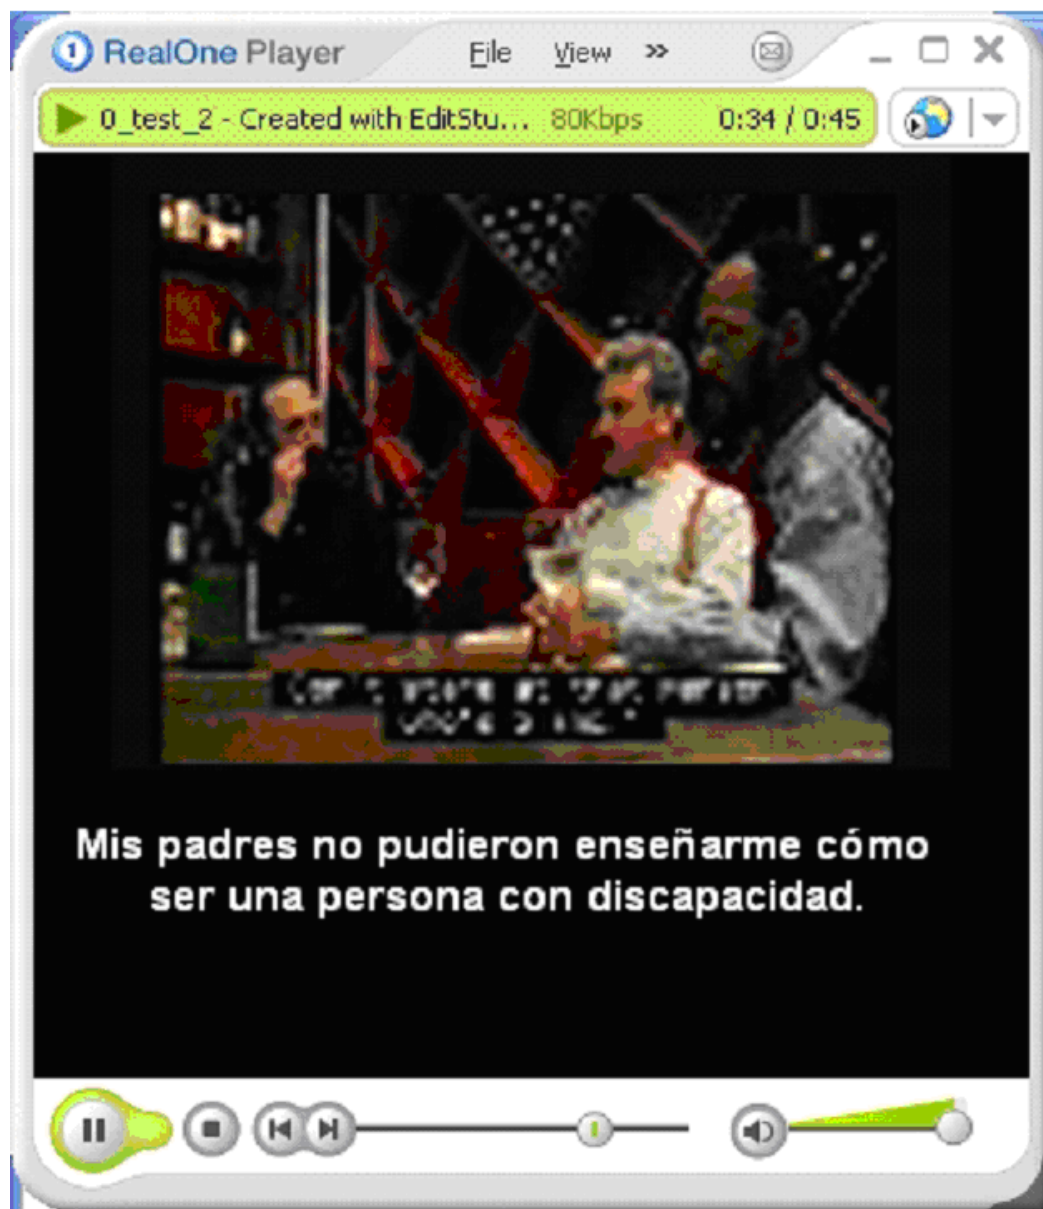 RealOne Player File View »
0_test_2 - Created with EditStu... 80Kbps 0:34 / 0:45
Mis padres no pudieron enseñarme cómo
ser una persona con discapacidad.